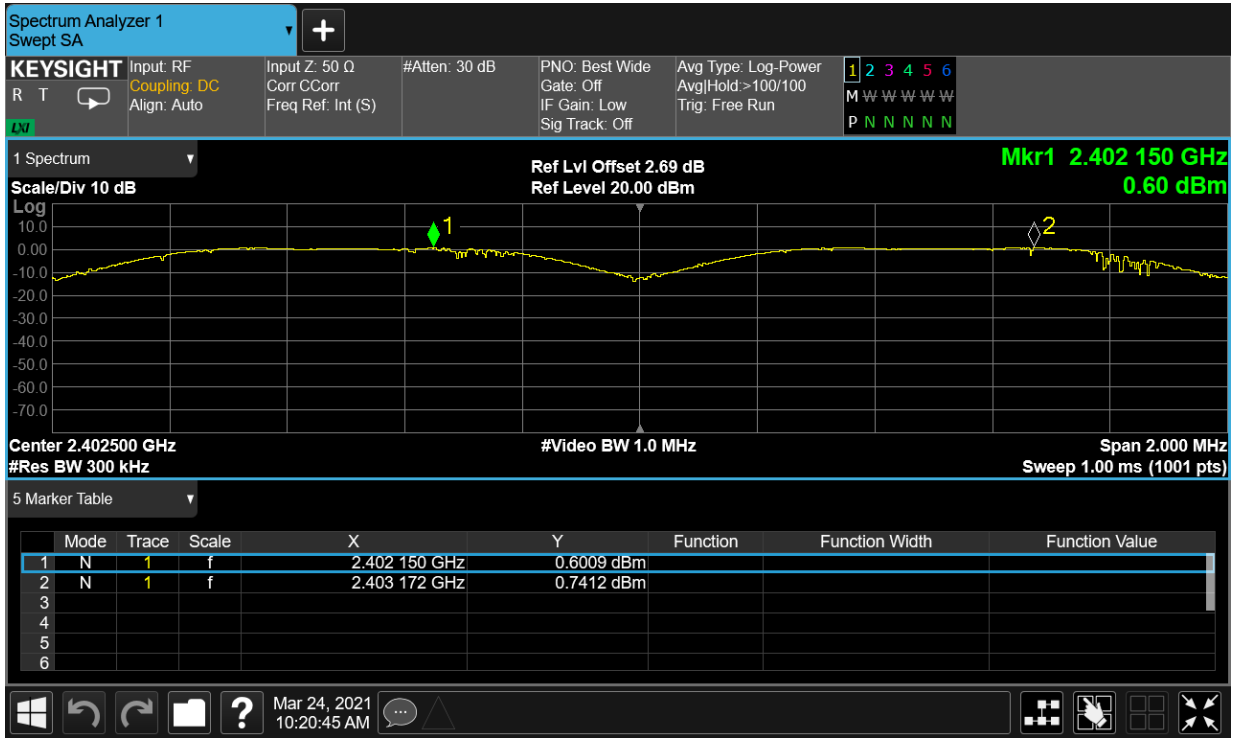 Spectrum Analyzer 1
Swept SA
KEYSIGHT
R T
LXI
Input: RF
Coupling: DC
Align: Auto
Input Z: 50 Ω
Corr CCorr
Freq Ref: Int (S)
#Atten: 30 dB
PNO: Best Wide
Gate: Off
IF Gain: Low
Sig Track: Off
Avg Type: Log-Power
Avg|Hold:>100/100
Trig: Free Run
1 2 3 4 5 6
M W W W W W
P N N N N N
1 Spectrum
Scale/Div 10 dB
Ref Lvl Offset 2.69 dB
Ref Level 20.00 dBm
Mkr1 2.402 150 GHz
0.60 dBm
Log
10.0
0.00
-10.0
-20.0
-30.0
-40.0
-50.0
-60.0
-70.0
1
2
Center 2.402500 GHz
#Res BW 300 kHz
#Video BW 1.0 MHz
Span 2.000 MHz
Sweep 1.00 ms (1001 pts)
5 Marker Table
Mode Trace Scale X Y Function Function Width Function Value
1 N 1 f 2.402 150 GHz 0.6009 dBm
2 N 1 f 2.403 172 GHz 0.7412 dBm
3
4
5
6
?
Mar 24, 2021
10:20:45 AM